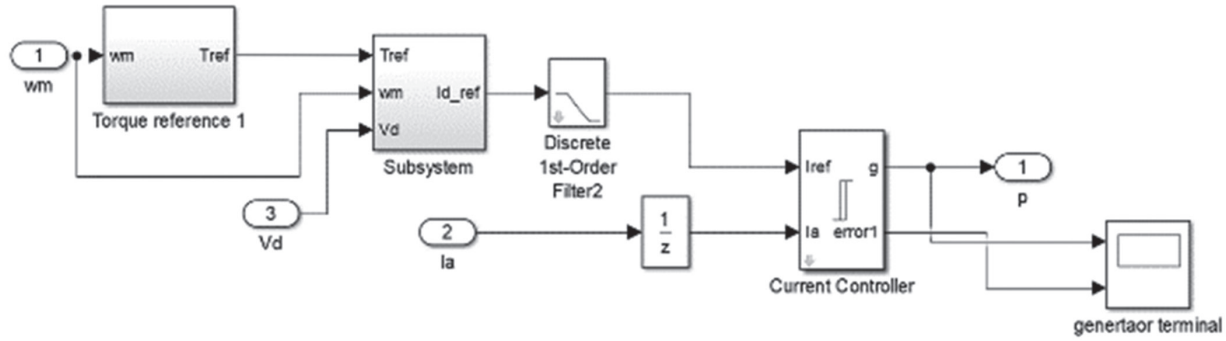 1
wm
wm
Tref
Torque reference 1
Tref
wm
Vd
Id_ref
Subsystem
3
Vd
Discrete
1st-Order
Filter2
2
Ia
1
z
Iref
g
Ia
error1
Current Controller
1
p
genertaor terminal